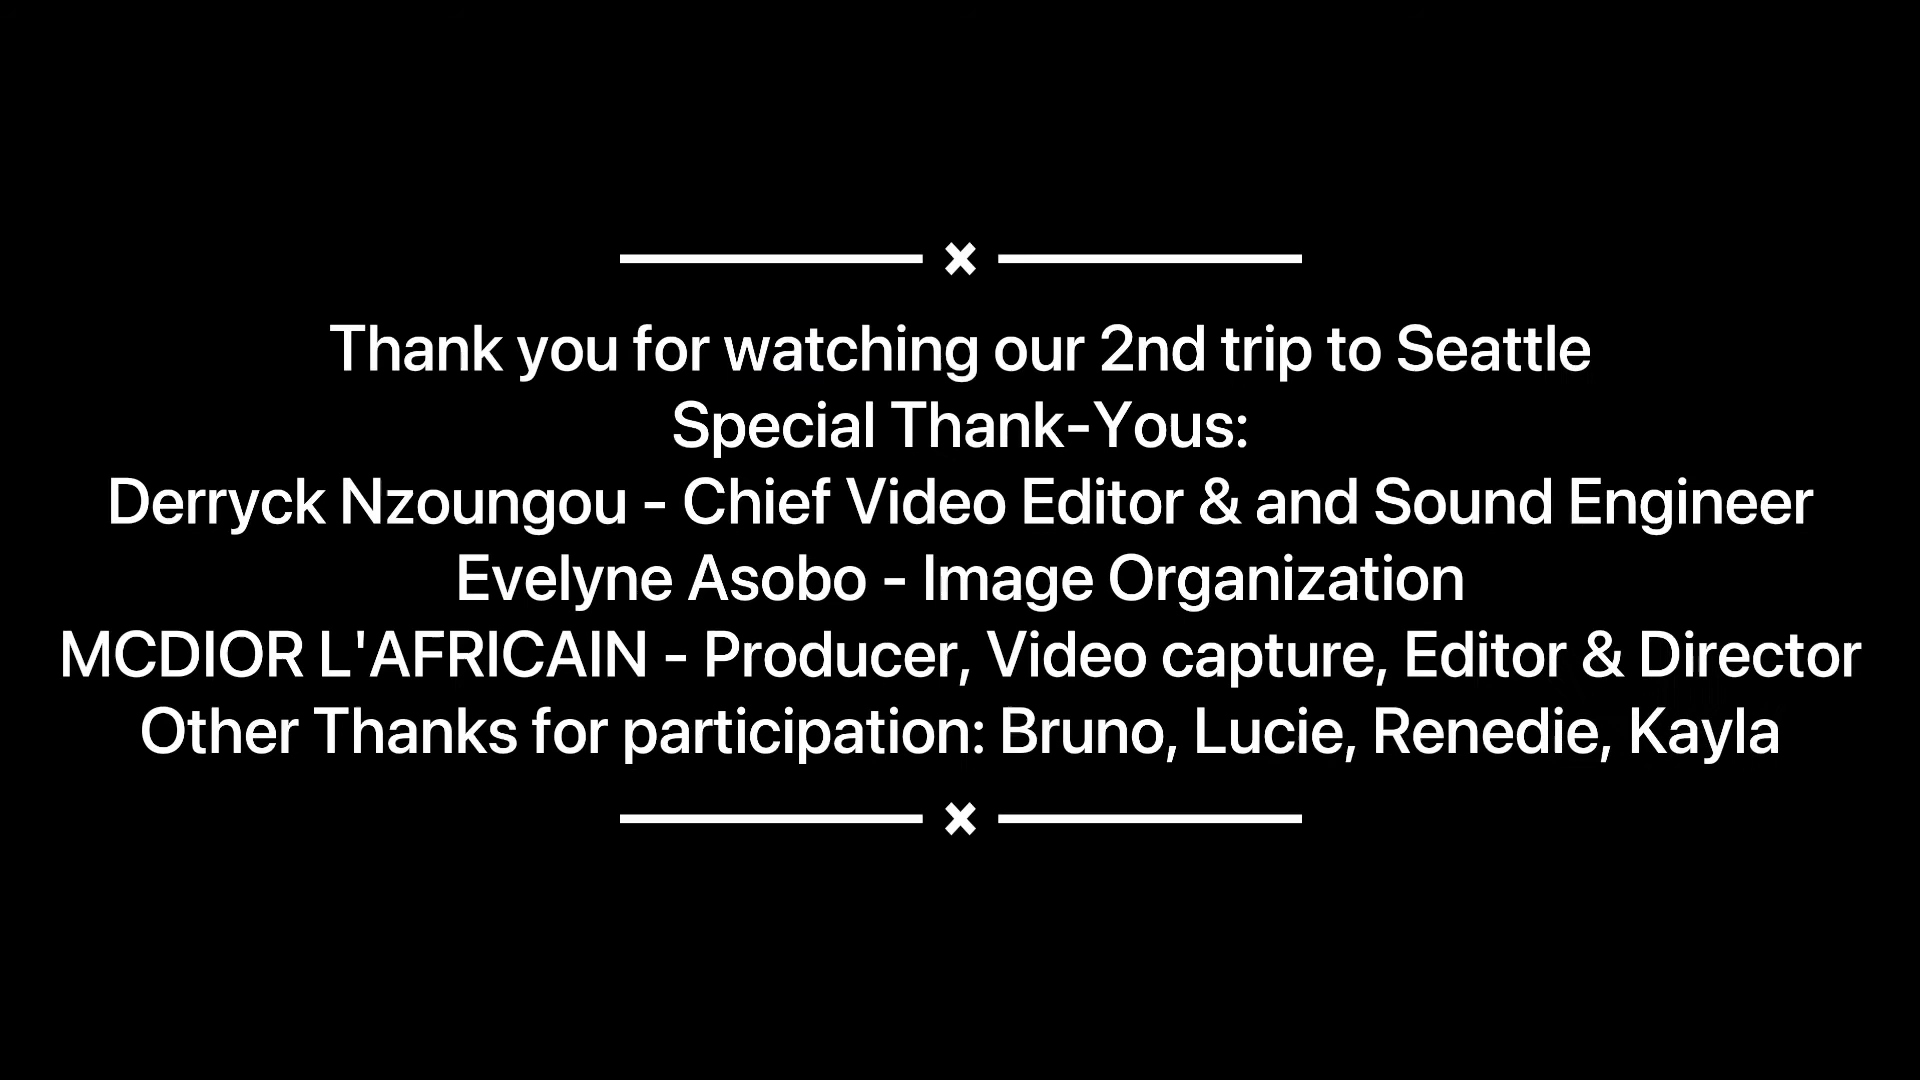 Thank you for watching our 2nd trip to Seattle
Special Thank-Yous:
Derryck Nzoungou - Chief Video Editor & and Sound Engineer
Evelyne Asobo - Image Organization
MCDIOR L'AFRICAIN - Producer, Video capture, Editor & Director
Other Thanks for participation: Bruno, Lucie, Renedie, Kayla